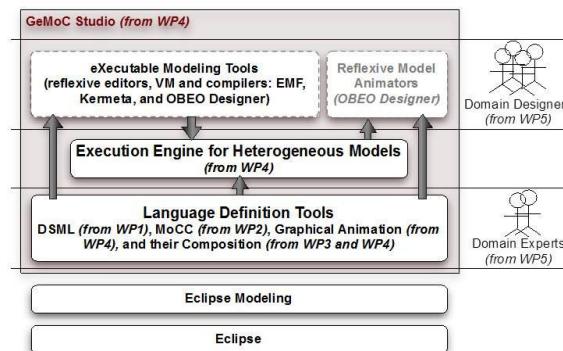 GeMoC Studio (from WP4)
eXecutable Modeling Tools
(reflexive editors, VM and compilers: EMF,
Kermeta, and OBEO Designer)
Reflexive Model
Animators
(OBEO Designer)
Domain Designer
(from WP5)
Execution Engine for Heterogeneous Models
(from WP4)
Language Definition Tools
DSML (from WP1), MoCC (from WP2), Graphical Animation (from
WP4), and their Composition (from WP3 and WP4)
Domain Experts
(from WP5)
Eclipse Modeling
Eclipse